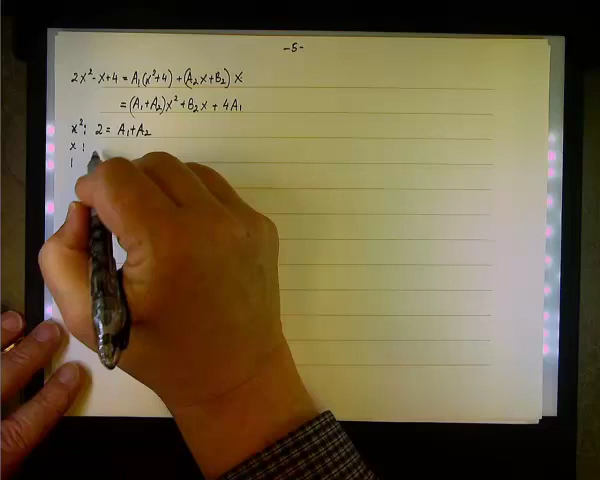 -5-
2x² - x + 4 = A₁(x²+4) + (A₂x+B₂) x
= (A₁+A₂)x² + B₂x + 4A₁
x²: 2 = A₁+A₂
x :
1